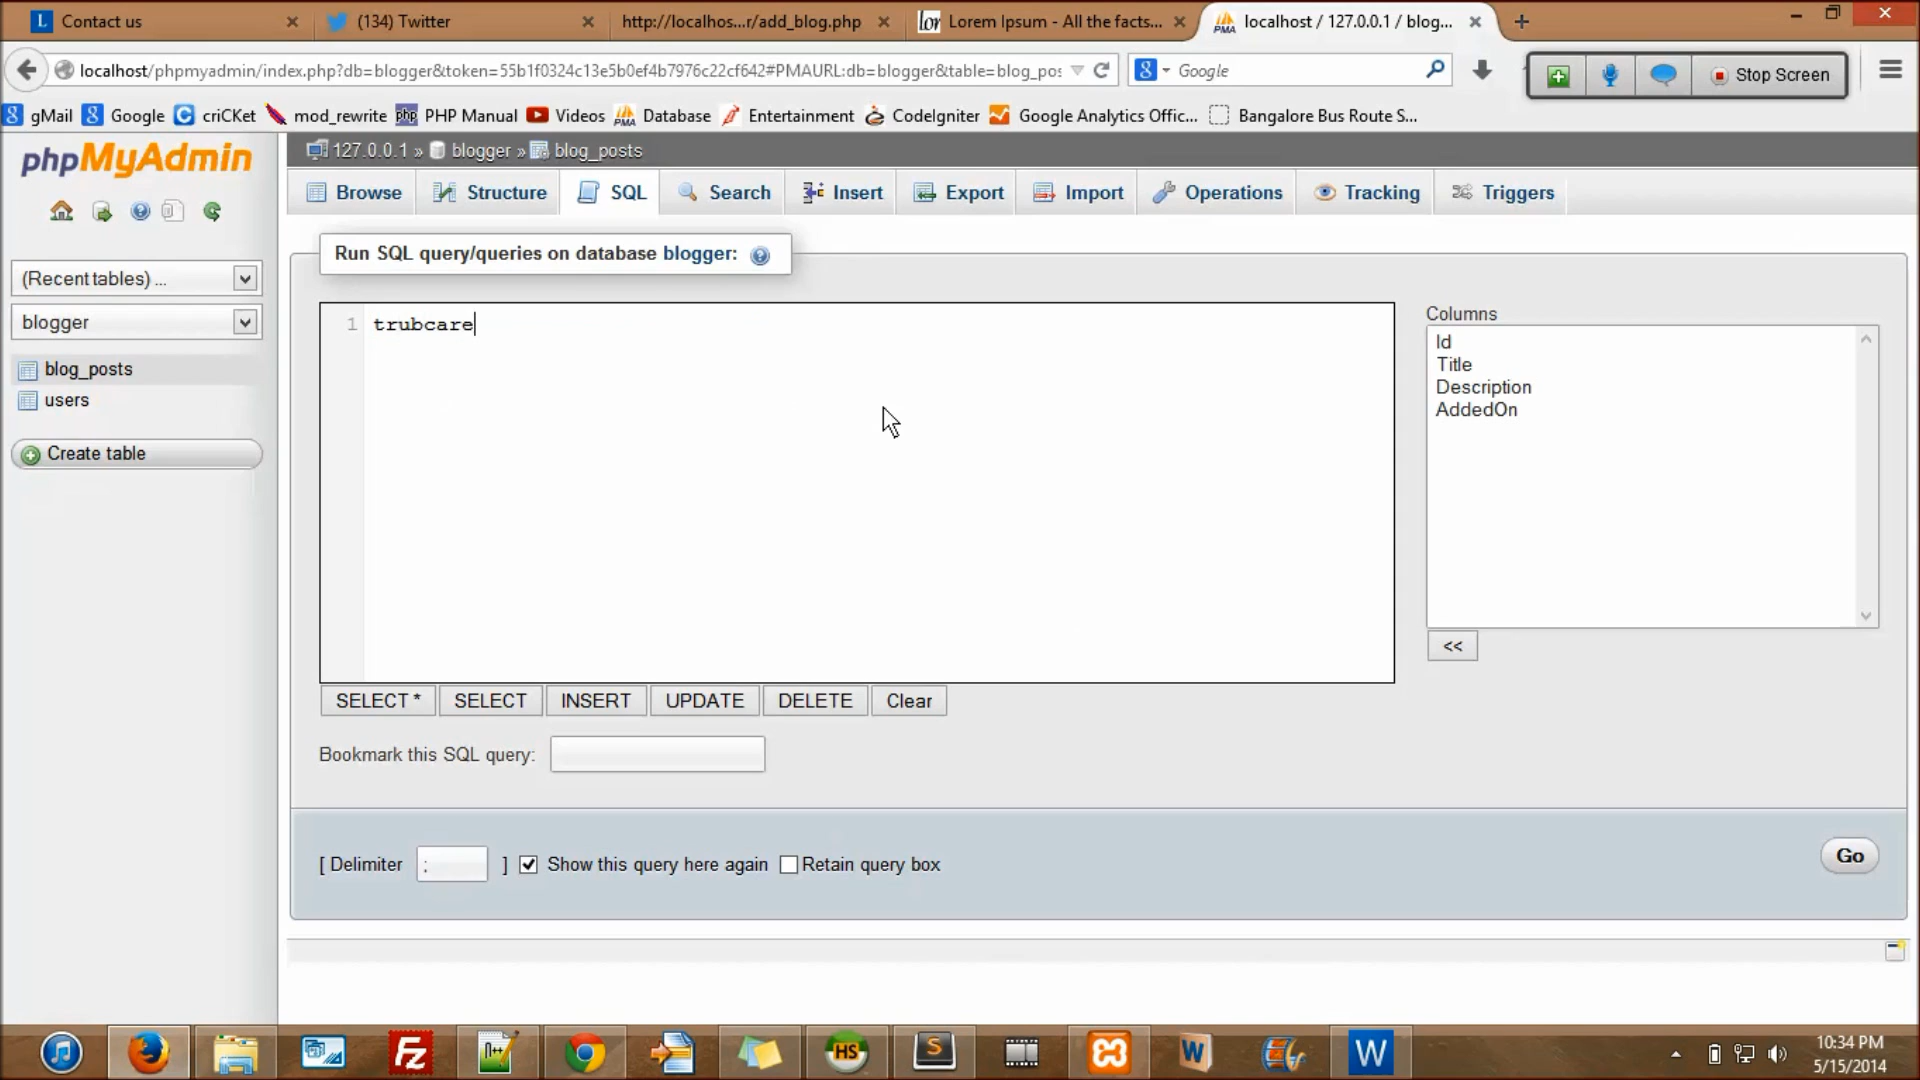 Contact us
(134) Twitter
http://localhos...r/add_blog.php
lor Lorem Ipsum - All the facts...
PMA localhost / 127.0.0.1 / blog...
localhost/phpmyadmin/index.php?db=blogger&token=55b1f0324c13e5b0ef4b7976c22cf642#PMAURL:db=blogger&table=blog_pos
Google
Stop Screen
gMail Google criCKet mod_rewrite PHP Manual Videos Database Entertainment CodeIgniter Google Analytics Offic... Bangalore Bus Route S...
phpMyAdmin
127.0.0.1 » blogger » blog_posts
Browse Structure SQL Search Insert Export Import Operations Tracking Triggers
(Recent tables) ...
blogger
blog_posts
users
Create table
Run SQL query/queries on database blogger:
1 trubcare
Columns
Id
Title
Description
AddedOn
<<
SELECT * SELECT INSERT UPDATE DELETE Clear
Bookmark this SQL query:
[ Delimiter ; ] Show this query here again Retain query box
Go
10:34 PM
5/15/2014